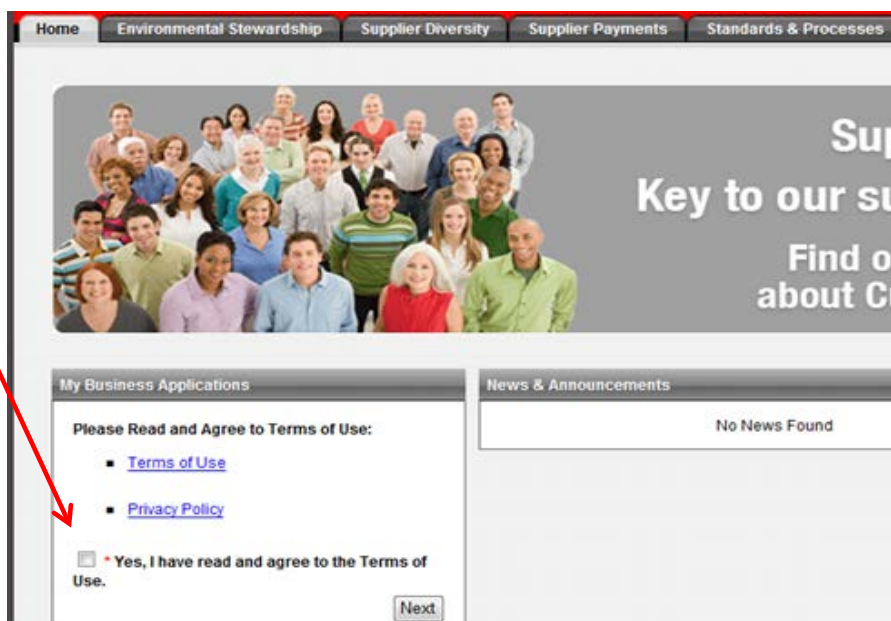 Home Environmental Stewardship Supplier Diversity Supplier Payments Standards & Processes
Key to our
Find
about
My Business Applications
News & Announcements
Please Read and Agree to Terms of Use:
No News Found
Terms of Use
Privacy Policy
* Yes, I have read and agree to the Terms of
Use.
Next